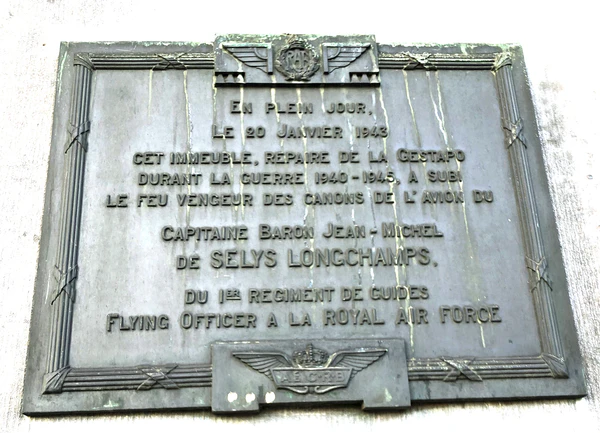 RAF
EN PLEIN JOUR,
LE 20 JANVIER 1943
CET IMMEUBLE, REPAIRE DE LA GESTAPO
DURANT LA GUERRE 1940-1945, A SUBI
LE FEU VENGEUR DES CANONS DE L'AVION DU
CAPITAINE BARON JEAN-MICHEL
DE SELYS LONGCHAMPS.
DU 1ER REGIMENT DE GUIDES
FLYING OFFICER A LA ROYAL AIR FORCE